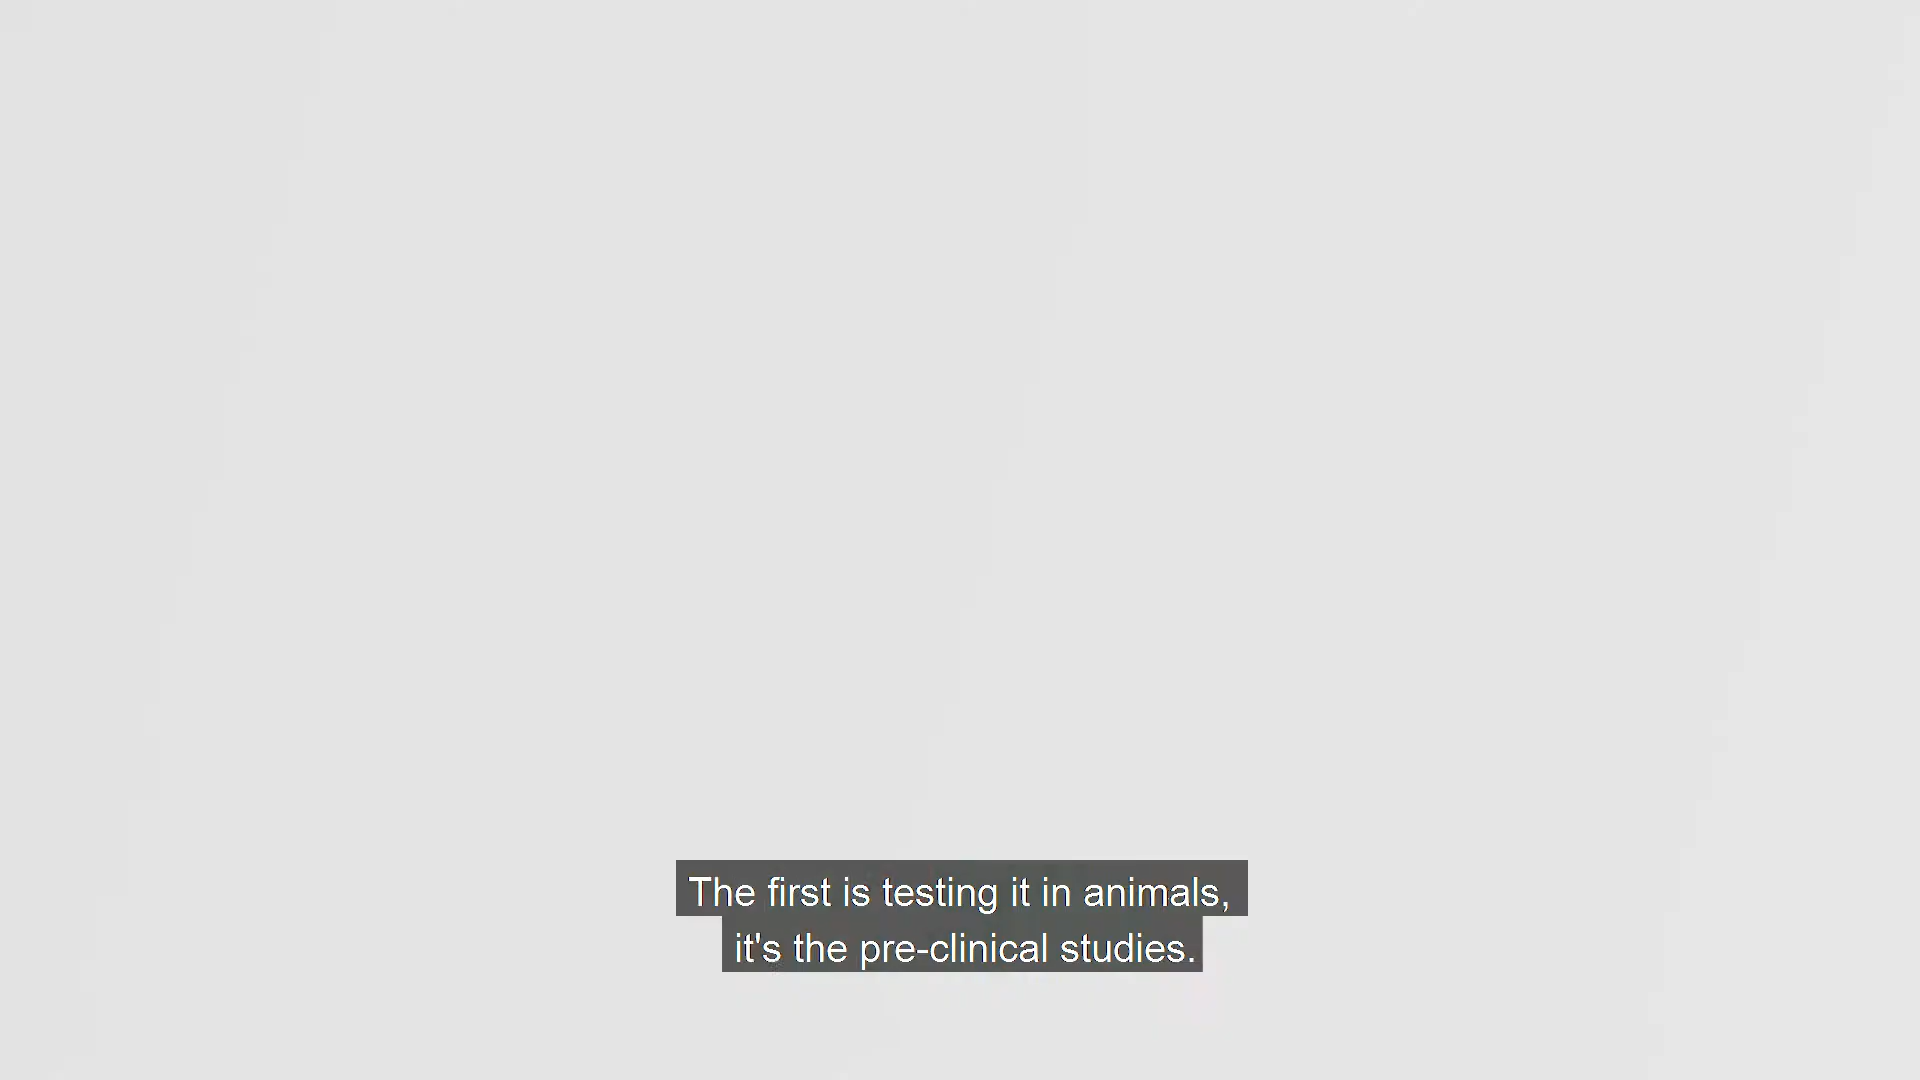 The first is testing it in animals,
it's the pre-clinical studies.